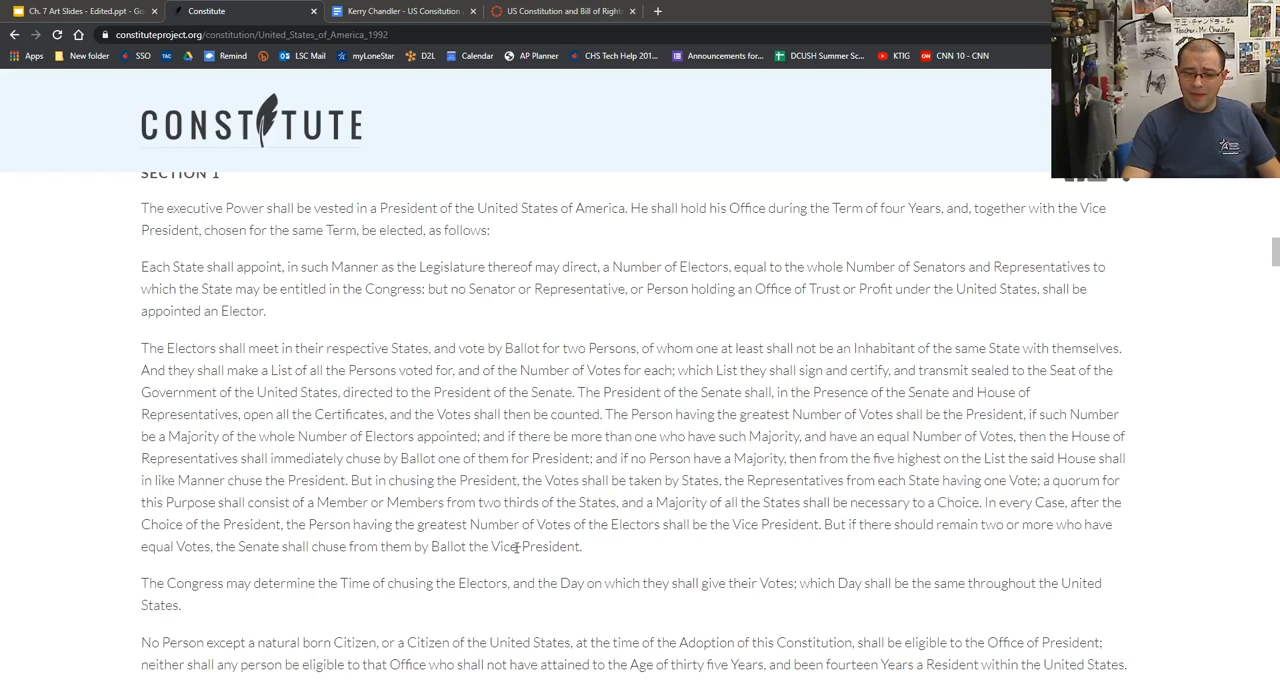 Ch. 7 Art Slides - Edited.ppt - Go
Constitute
Kerry Chandler - US Consitution
US Constitution and Bill of Right
constituteproject.org/constitution/United_States_of_America_1992
Apps
New folder
SSO
TAC
Remind
LSC Mail
myLoneStar
D2L
Calendar
AP Planner
CHS Tech Help 201...
Announcements for...
DCUSH Summer Sc...
KTIG
CNN 10 - CNN
Teacher: Mr. Chandler
CONSTITUTE
SECTION 1
The executive Power shall be vested in a President of the United States of America. He shall hold his Office during the Term of four Years, and, together with the Vice
President, chosen for the same Term, be elected, as follows:
Each State shall appoint, in such Manner as the Legislature thereof may direct, a Number of Electors, equal to the whole Number of Senators and Representatives to
which the State may be entitled in the Congress: but no Senator or Representative, or Person holding an Office of Trust or Profit under the United States, shall be
appointed an Elector.
The Electors shall meet in their respective States, and vote by Ballot for two Persons, of whom one at least shall not be an Inhabitant of the same State with themselves.
And they shall make a List of all the Persons voted for, and of the Number of Votes for each; which List they shall sign and certify, and transmit sealed to the Seat of the
Government of the United States, directed to the President of the Senate. The President of the Senate shall, in the Presence of the Senate and House of
Representatives, open all the Certificates, and the Votes shall then be counted. The Person having the greatest Number of Votes shall be the President, if such Number
be a Majority of the whole Number of Electors appointed; and if there be more than one who have such Majority, and have an equal Number of Votes, then the House of
Representatives shall immediately chuse by Ballot one of them for President; and if no Person have a Majority, then from the five highest on the List the said House shall
in like Manner chuse the President. But in chusing the President, the Votes shall be taken by States, the Representatives from each State having one Vote; a quorum for
this Purpose shall consist of a Member or Members from two thirds of the States, and a Majority of all the States shall be necessary to a Choice. In every Case, after the
Choice of the President, the Person having the greatest Number of Votes of the Electors shall be the Vice President. But if there should remain two or more who have
equal Votes, the Senate shall chuse from them by Ballot the Vice President.
The Congress may determine the Time of chusing the Electors, and the Day on which they shall give their Votes; which Day shall be the same throughout the United
States.
No Person except a natural born Citizen, or a Citizen of the United States, at the time of the Adoption of this Constitution, shall be eligible to the Office of President;
neither shall any person be eligible to that Office who shall not have attained to the Age of thirty five Years, and been fourteen Years a Resident within the United States.